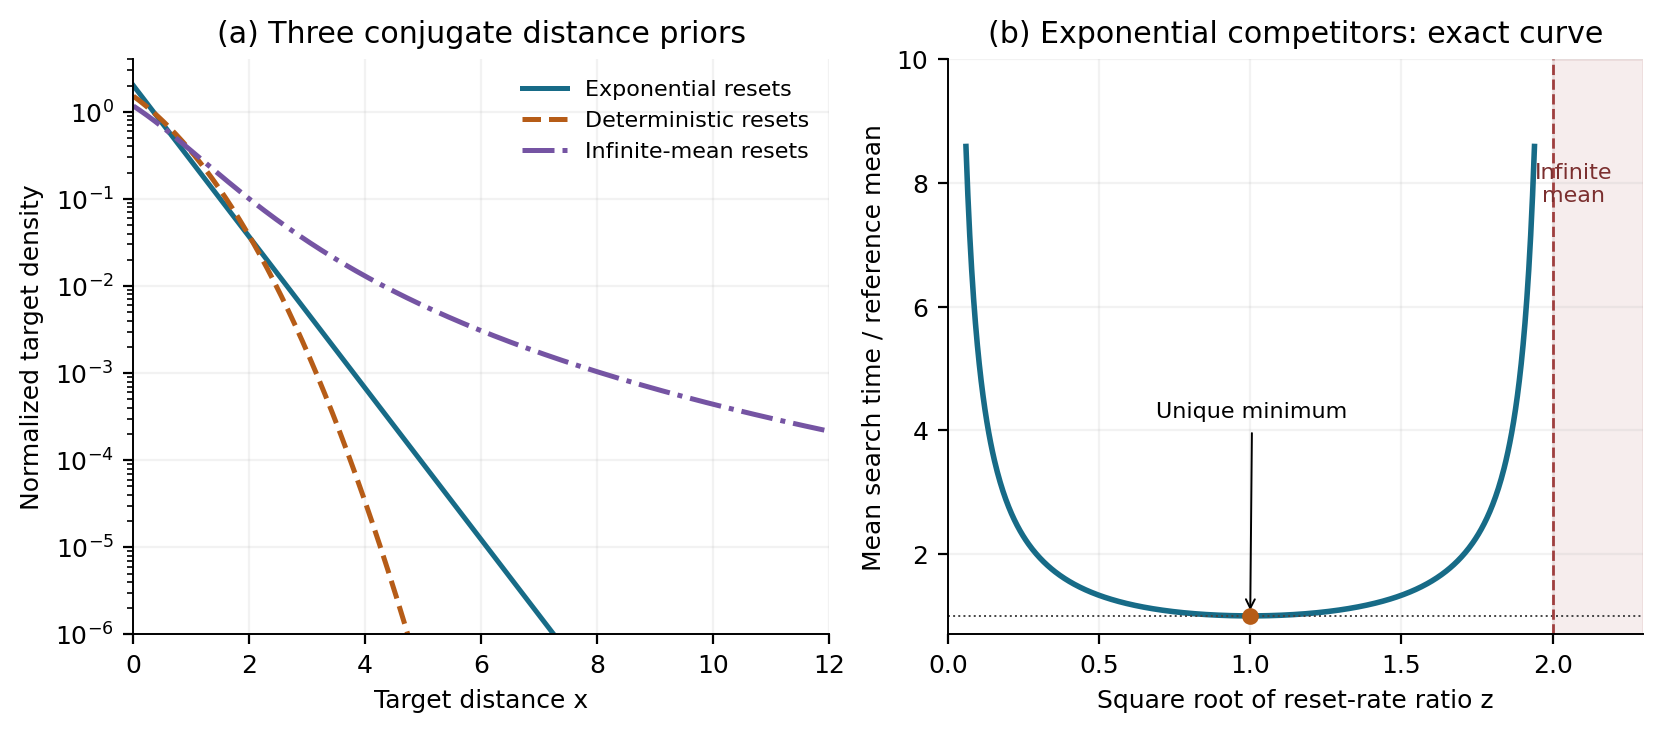 (a) Three conjugate distance priors
Normalized target density
10⁰
10⁻¹
10⁻²
10⁻³
10⁻⁴
10⁻⁵
10⁻⁶
Exponential resets
Deterministic resets
Infinite-mean resets
0 2 4 6 8 10 12
Target distance x
(b) Exponential competitors: exact curve
Mean search time / reference mean
10
8
6
4
2
Infinite
mean
Unique minimum
0.0 0.5 1.0 1.5 2.0
Square root of reset-rate ratio z